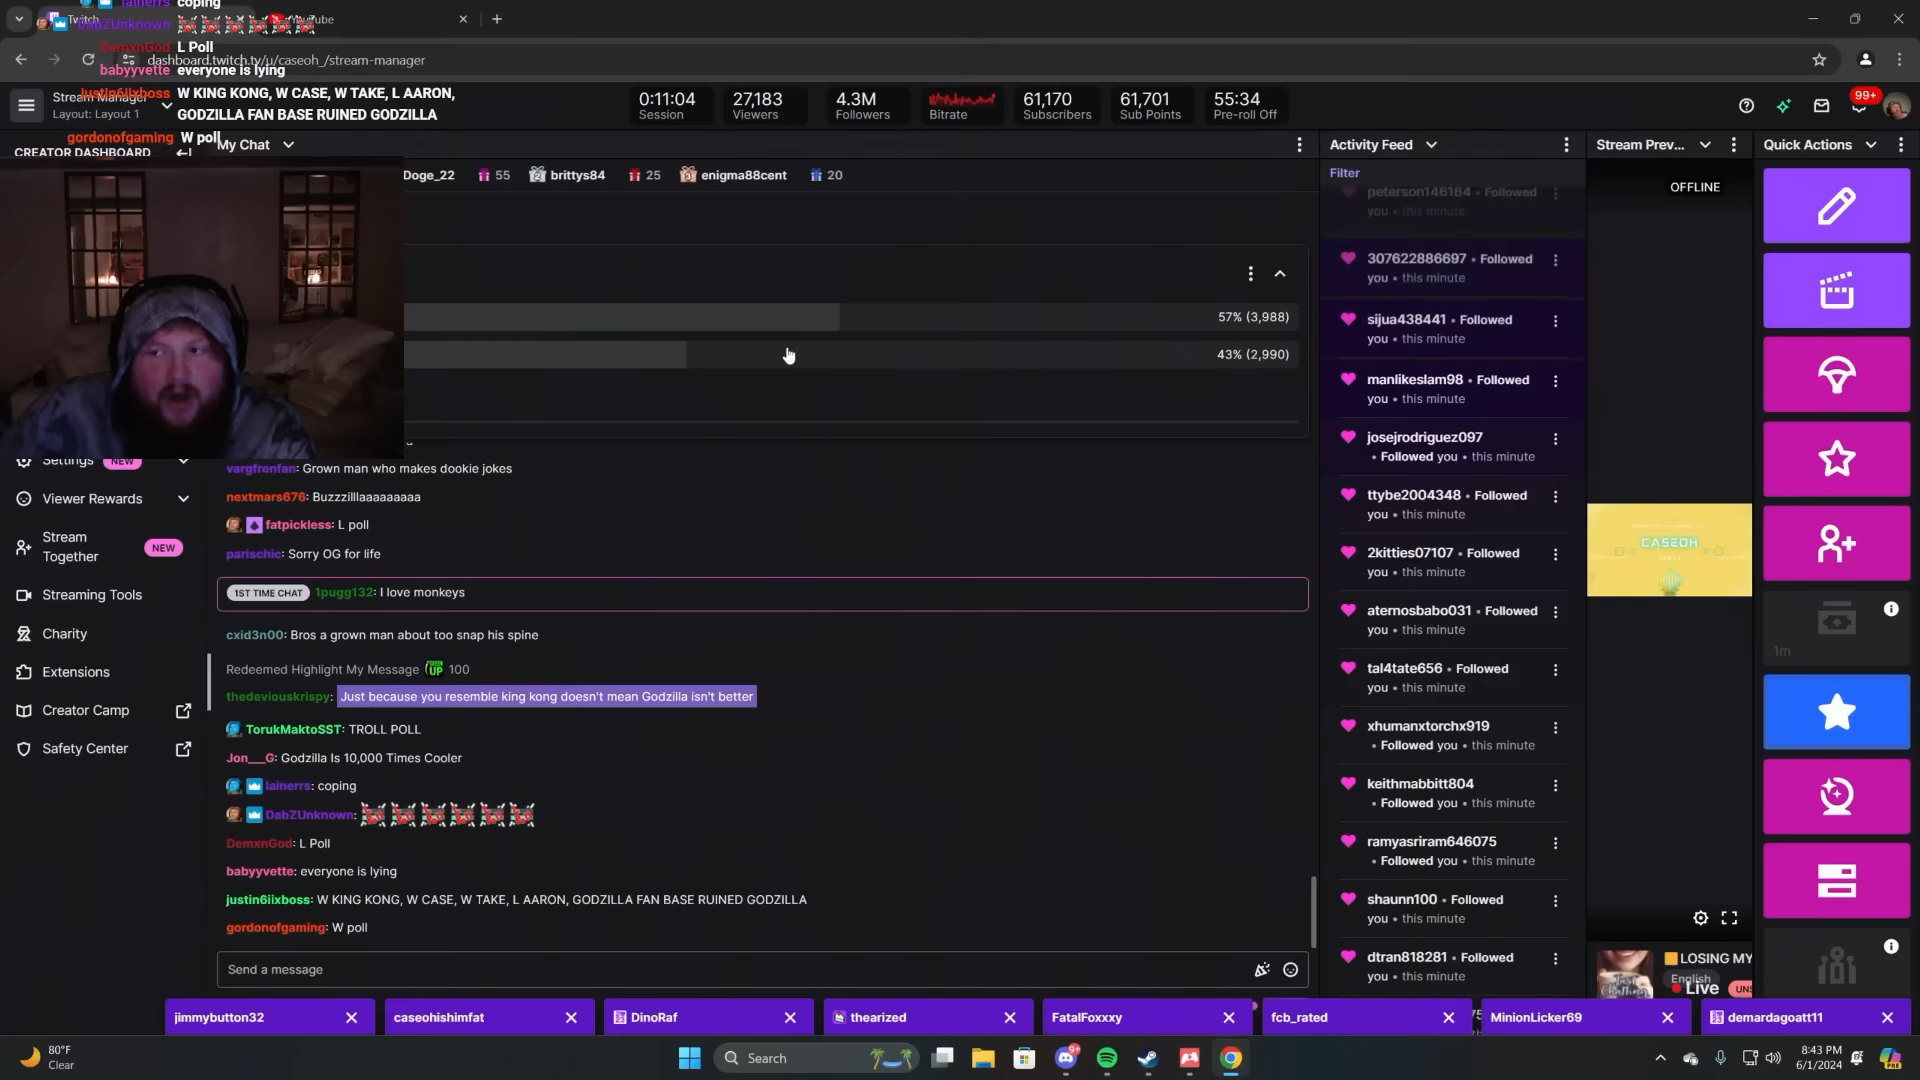 lainerrs coping
Twitch
YouTube
DabZUnknown
DemxnGod L Poll
dashboard.twitch.tv/u/caseoh_/stream-manager
babyyvette everyone is lying
justin6iixboss W KING KONG, W CASE, W TAKE, L AARON,
GODZILLA FAN BASE RUINED GODZILLA
Stream Manager
Layout: Layout 1
0:11:04
Session
27,183
Viewers
4.3M
Followers
Bitrate
61,170
Subscribers
61,701
Sub Points
55:34
Pre-roll Off
99+
gordonofgaming W poll
CREATOR DASHBOARD
My Chat
Activity Feed
Stream Prev...
Quick Actions
Doge_22 55 brittys84 25 enigma88cent 20
Filter
OFFLINE
peterson146164 • Followed
you • this minute
307622886697 • Followed
you • this minute
57% (3,988)
sijua438441 • Followed
you • this minute
43% (2,990)
manlikeslam98 • Followed
you • this minute
josejrodriguez097
• Followed you • this minute
Settings NEW
vargfrenfan: Grown man who makes dookie jokes
Viewer Rewards
nextmars676: Buzzzilllaaaaaaaaa
ttybe2004348 • Followed
you • this minute
fatpickless: L poll
Stream
Together
NEW
parischic: Sorry OG for life
2kitties07107 • Followed
you • this minute
CASEOH
Streaming Tools
1ST TIME CHAT 1pugg132: I love monkeys
aternosbabo031 • Followed
you • this minute
Charity
cxid3n00: Bros a grown man about too snap his spine
1m
Extensions
Redeemed Highlight My Message UP 100
tal4tate656 • Followed
you • this minute
thedeviouskrispy: Just because you resemble king kong doesn't mean Godzilla isn't better
Creator Camp
TorukMaktoSST: TROLL POLL
xhumanxtorchx919
• Followed you • this minute
Safety Center
Jon___G: Godzilla Is 10,000 Times Cooler
lainerrs: coping
keithmabbitt804
• Followed you • this minute
DabZUnknown:
DemxnGod: L Poll
ramyasriram646075
• Followed you • this minute
babyyvette: everyone is lying
justin6iixboss: W KING KONG, W CASE, W TAKE, L AARON, GODZILLA FAN BASE RUINED GODZILLA
shaunn100 • Followed
you • this minute
gordonofgaming: W poll
Send a message
dtran818281 • Followed
you • this minute
LOSING MY
English
Live
UNS
jimmybutton32
caseohishimfat
DinoRaf
thearized
FatalFoxxxy
fcb_rated
MinionLicker69
demardagoatt11
80°F
Clear
Search
9+
8:43 PM
6/1/2024
PRE